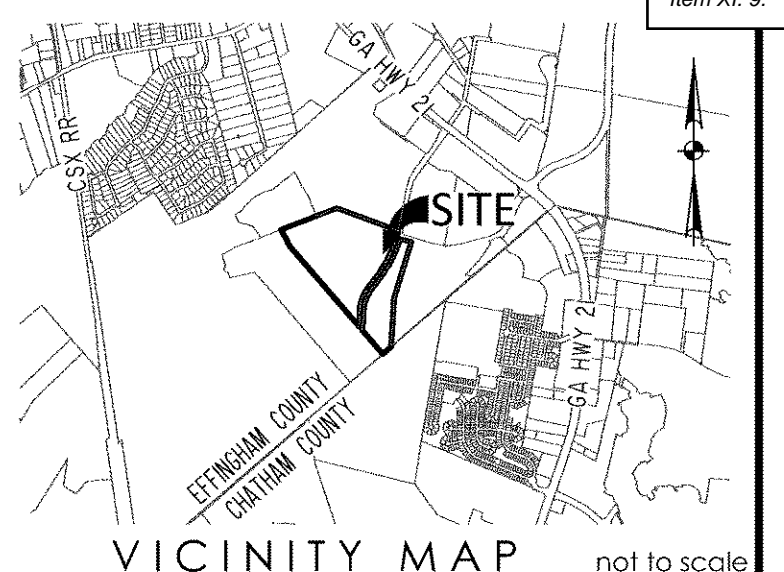 Item XI. 9.
GA HWY 21
CSX RR
SITE
GA HWY 2
EFFINGHAM COUNTY
CHATHAM COUNTY
VICINITY MAP not to scale